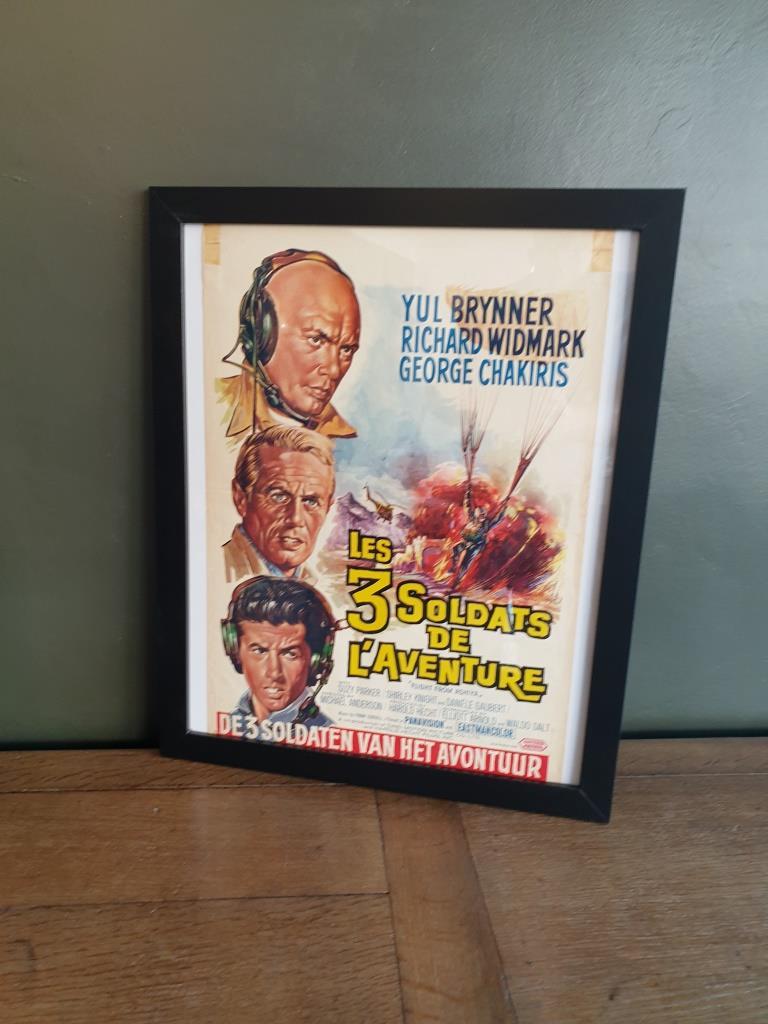 YUL BRYNNER
RICHARD WIDMARK
GEORGE CHAKIRIS
LES
3 SOLDATS
DE
L'AVENTURE
"FLIGHT FROM ASHIYA"
SUZY PARKER SHIRLEY KNIGHT DANIELE GAUBERT
MICHAEL ANDERSON HAROLD HECHT ELLIOTT ARNOLD WALDO SALT
PANAVISION EASTMANCOLOR
DE 3 SOLDATEN VAN HET AVONTUUR